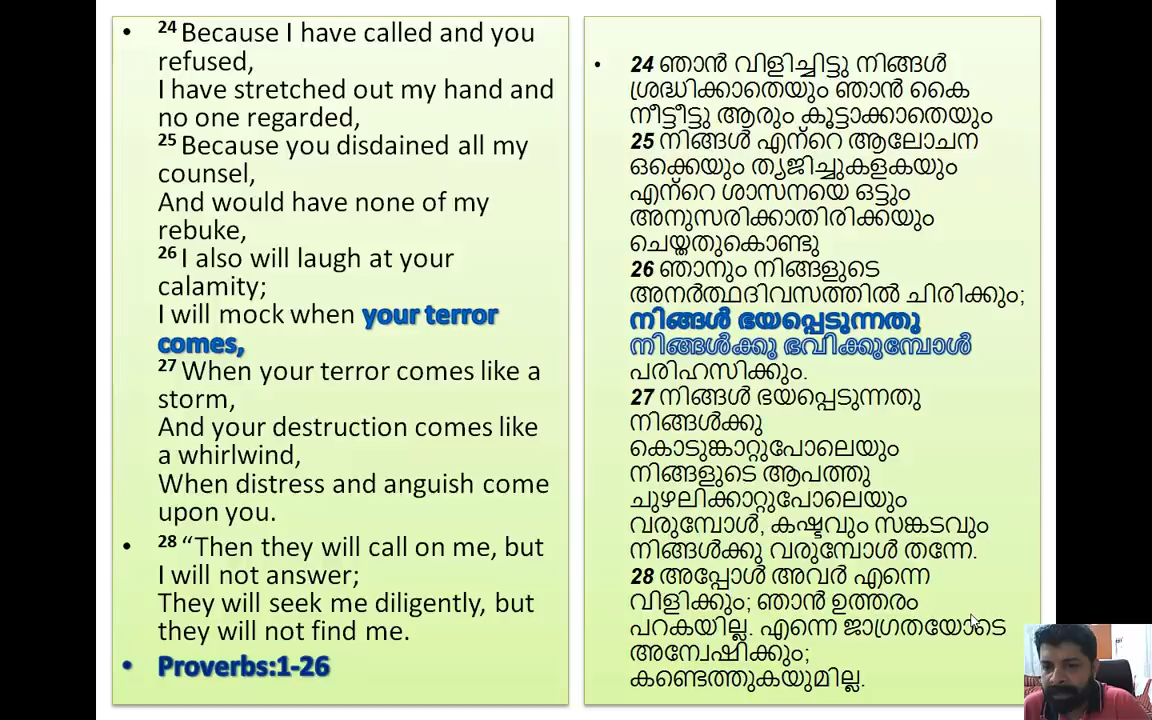 • 24 Because I have called and you
refused,
I have stretched out my hand and
no one regarded,
25 Because you disdained all my
counsel,
And would have none of my
rebuke,
26 I also will laugh at your
calamity;
I will mock when your terror
comes,
27 When your terror comes like a
storm,
And your destruction comes like
a whirlwind,
When distress and anguish come
upon you.
• 28 “Then they will call on me, but
I will not answer;
They will seek me diligently, but
they will not find me.
• Proverbs:1-26
• 24 ഞാൻ വിളിച്ചിട്ടു നിങ്ങൾ
ശ്രദ്ധിക്കാതെയും ഞാൻ കൈ
നീട്ടീട്ടു ആരും കൂട്ടാക്കാതെയും
25 നിങ്ങൾ എന്റെ ആലോചന
ഒക്കെയും ത്യജിച്ചുകളകയും
എന്റെ ശാസനയെ ഒട്ടും
അനുസരിക്കാതിരിക്കയും
ചെയ്തതുകൊണ്ടു
26 ഞാനും നിങ്ങളുടെ
അനർത്ഥദിവസത്തിൽ ചിരിക്കും;
നിങ്ങൾ ഭയപ്പെടുന്നതു
നിങ്ങൾക്കു ഭവിക്കുമ്പോൾ
പരിഹസിക്കും.
27 നിങ്ങൾ ഭയപ്പെടുന്നതു
നിങ്ങൾക്കു
കൊടുങ്കാറ്റുപോലെയും
നിങ്ങളുടെ ആപത്തു
ചുഴലിക്കാറ്റുപോലെയും
വരുമ്പോൾ, കഷ്ടവും സങ്കടവും
നിങ്ങൾക്കു വരുമ്പോൾ തന്നേ.
28 അപ്പോൾ അവർ എന്നെ
വിളിക്കും; ഞാൻ ഉത്തരം
പറകയില്ല. എന്നെ ജാഗ്രതയോടെ
അന്വേഷിക്കും;
കണ്ടെത്തുകയുമില്ല.